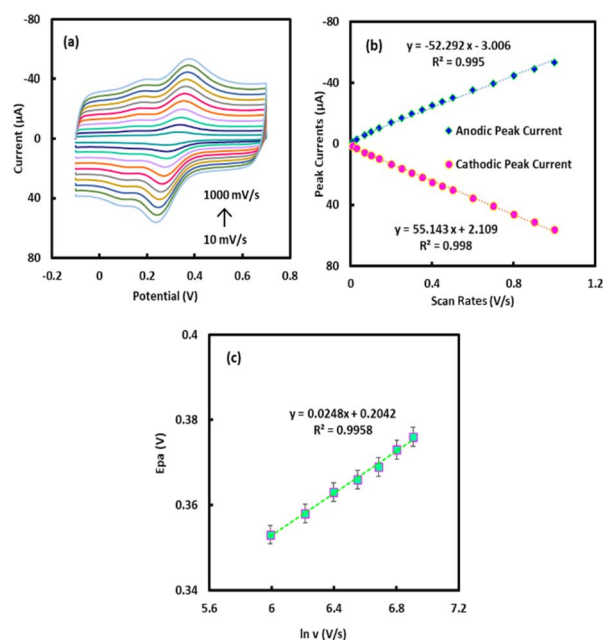 (a)
-80
-40
0
40
80
Current (μA)
1000 mV/s
10 mV/s
-0.2
0
0.2
0.4
0.6
0.8
Potential (V)
(b)
-80
-40
0
40
80
Peak Currents (μA)
y = -52.292 x - 3.006
R² = 0.995
Anodic Peak Current
Cathodic Peak Current
y = 55.143 x + 2.109
R² = 0.998
0
0.4
0.8
1.2
Scan Rates (V/s)
(c)
0.4
0.38
0.36
0.34
Epa (V)
y = 0.0248x + 0.2042
R² = 0.9958
5.6
6
6.4
6.8
7.2
ln v (V/s)